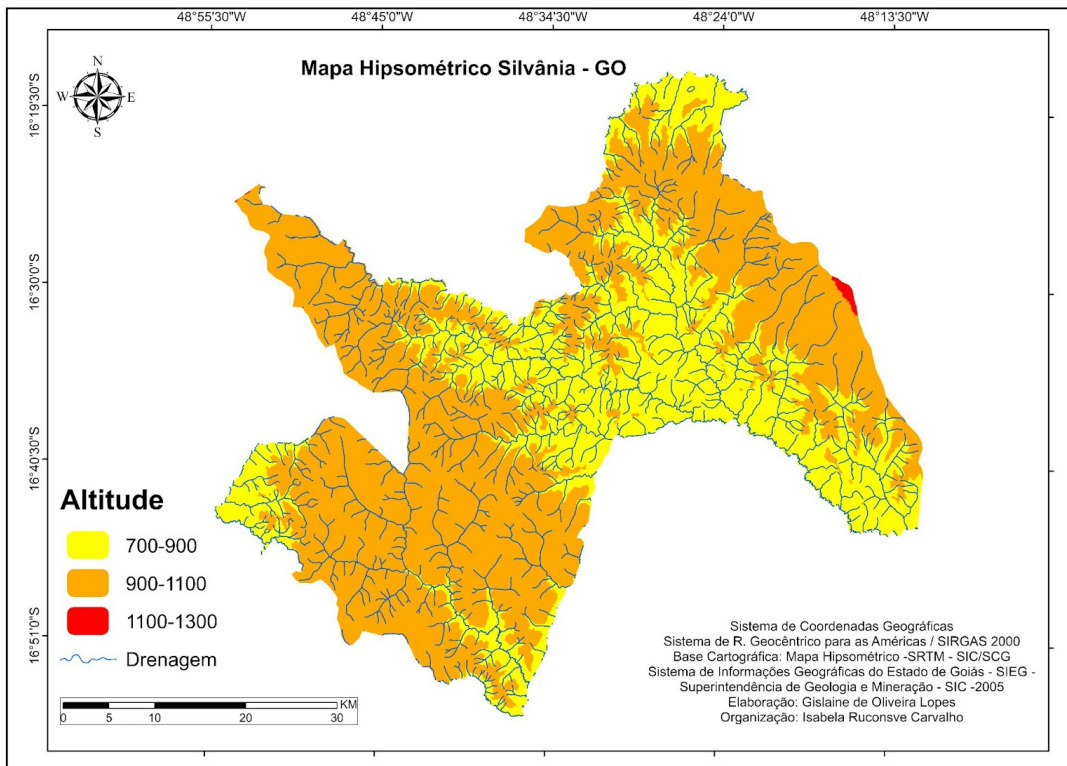 48°55'30"W 48°45'0"W 48°34'30"W 48°24'0"W 48°13'30"W
Mapa Hipsométrico Silvânia - GO
N
W E
S
16°19'30"S
16°30'0"S
16°40'30"S
16°51'0"S
Altitude
700-900
900-1100
1100-1300
Drenagem
KM
0 5 10 20 30
Sistema de Coordenadas Geográficas
Sistema de R. Geocêntrico para as Américas / SIRGAS 2000
Base Cartográfica: Mapa Hipsométrico -SRTM - SIC/SCG
Sistema de Informações Geográficas do Estado de Goiás - SIEG -
Superintendência de Geologia e Mineração - SIC -2005
Elaboração: Gislaine de Oliveira Lopes
Organização: Isabela Ruconsve Carvalho